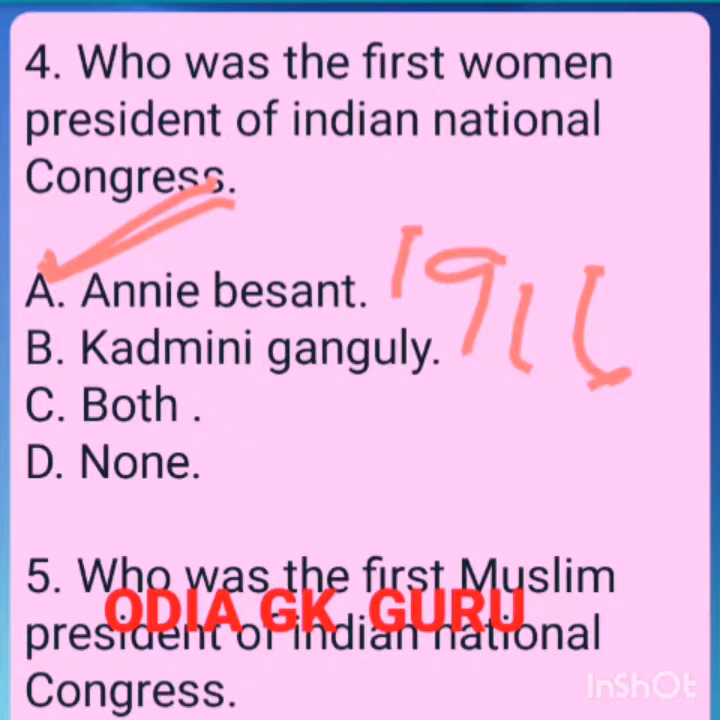 4. Who was the first women
president of indian national
Congress.
A. Annie besant.
B. Kadmini ganguly.
C. Both .
D. None.
5. Who was the first Muslim
ODIA GK GURU
president of indian national
Congress.
InShOt